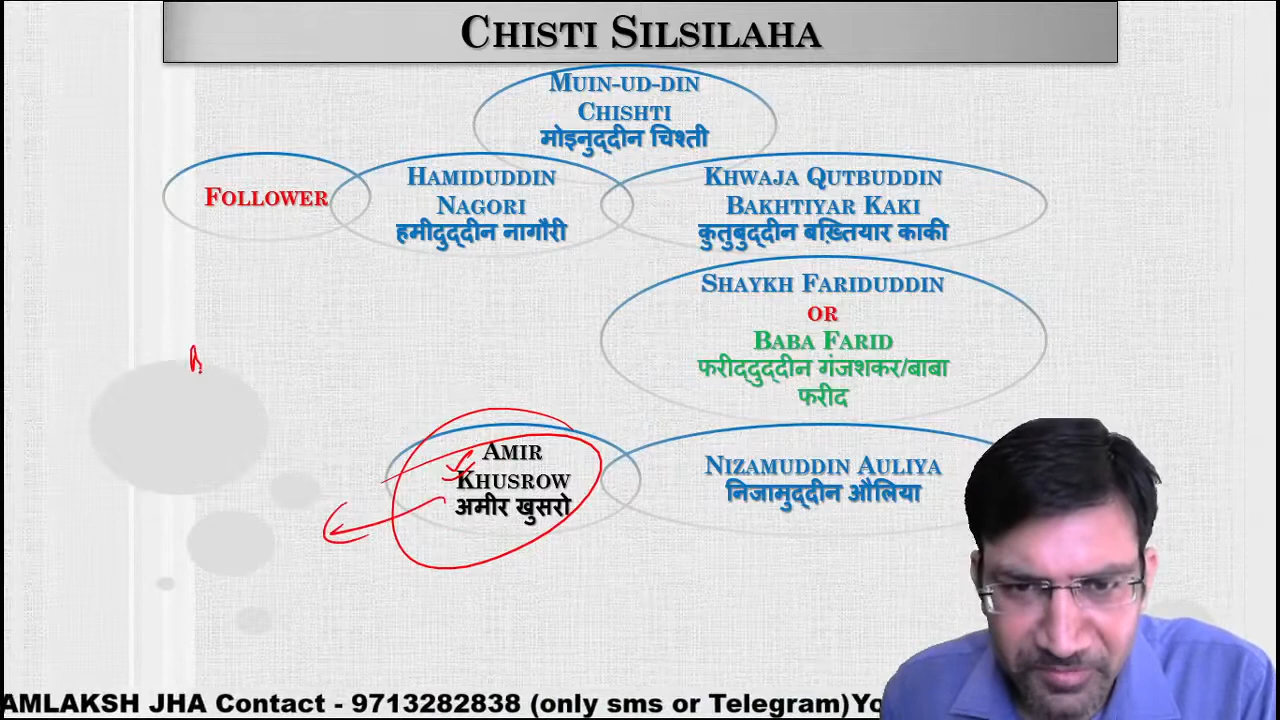 CHISTI SILSILAHA
MUIN-UD-DIN
CHISHTI
मोइनुद्दीन चिश्ती
FOLLOWER
HAMIDUDDIN
NAGORI
हमीदुद्दीन नागौरी
KHWAJA QUTBUDDIN
BAKHTIYAR KAKI
क़ुतुबुद्दीन बख़्तियार काकी
SHAYKH FARIDUDDIN
OR
BABA FARID
फरीद्दुद्दीन गंजशकर/बाबा
फरीद
AMIR
KHUSROW
अमीर खुसरो
NIZAMUDDIN AULIYA
निजामुद्दीन औलिया
AMLAKSH JHA Contact - 9713282838 (only sms or Telegram)Yo